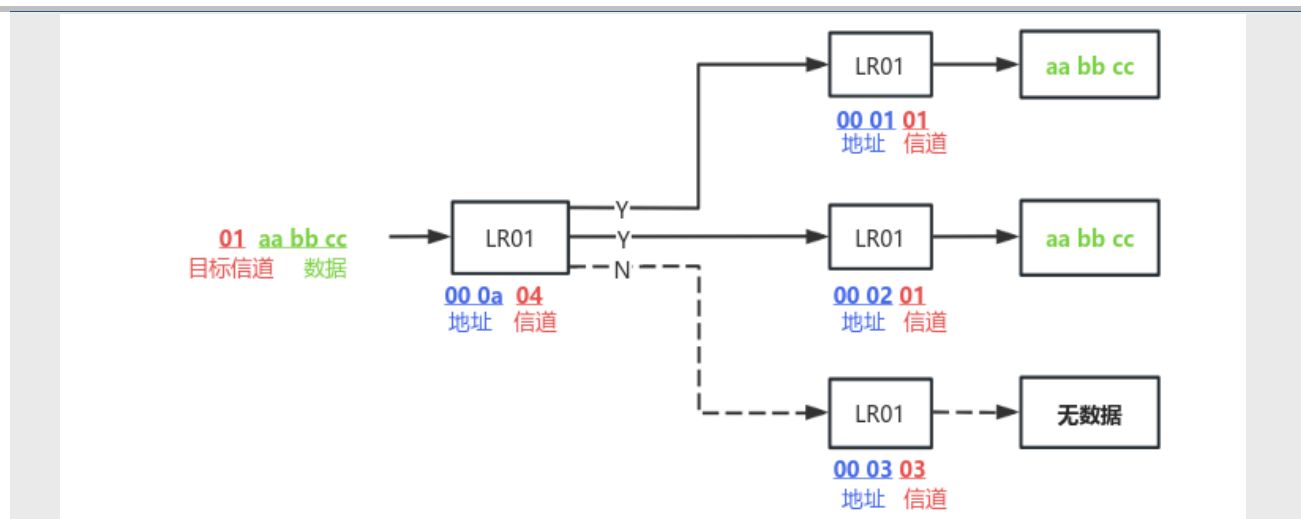 LR01
aa bb cc
00 01 01
地址 信道
Y
01 aa bb cc
目标信道 数据
LR01
Y
LR01
aa bb cc
N
00 0a 04
地址 信道
00 02 01
地址 信道
LR01
无数据
00 03 03
地址 信道